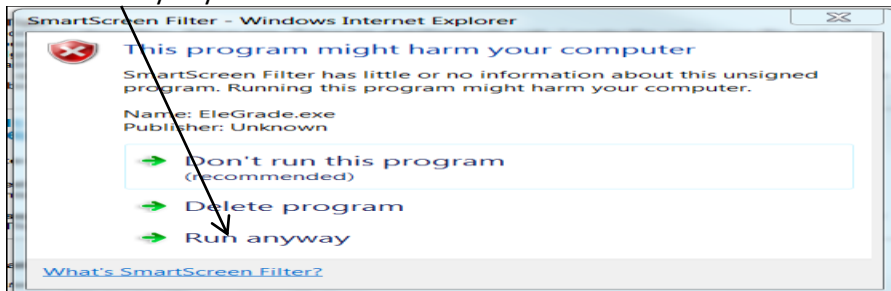 SmartScreen Filter - Windows Internet Explorer
This program might harm your computer
SmartScreen Filter has little or no information about this unsigned
program. Running this program might harm your computer.
Name: EleGrade.exe
Publisher: Unknown
Don't run this program
(recommended)
Delete program
Run anyway
What's SmartScreen Filter?